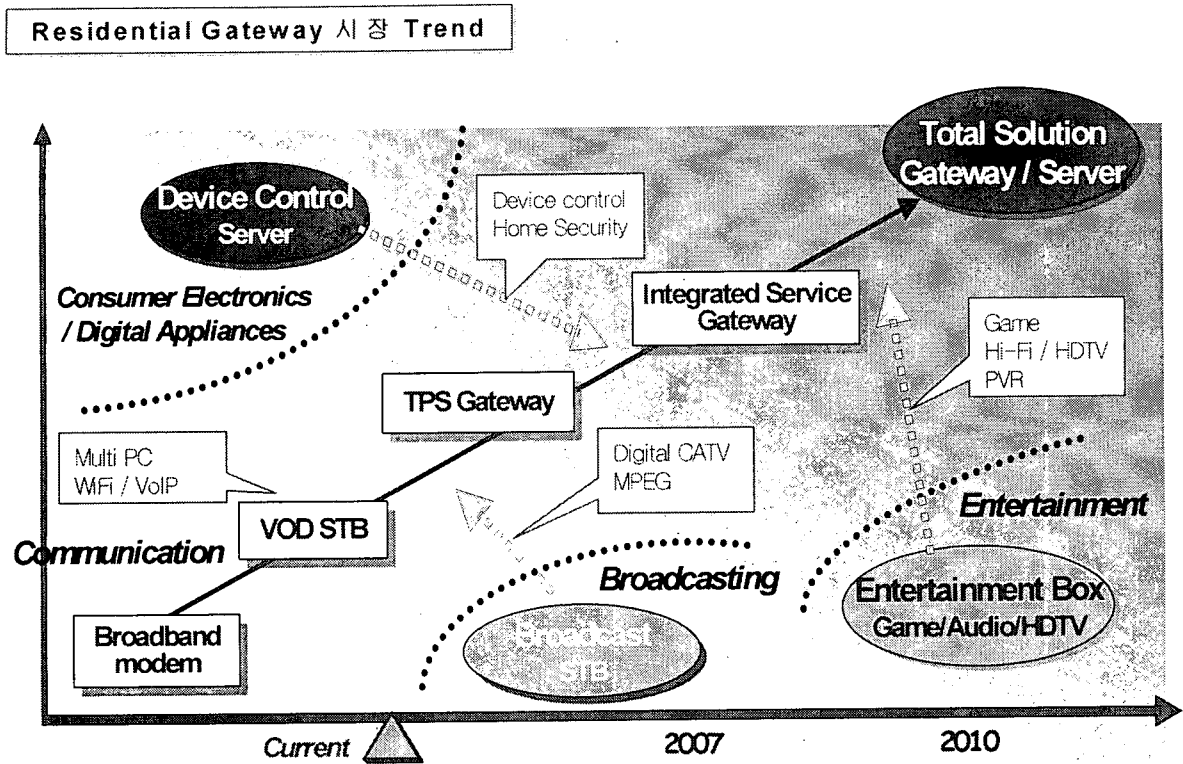 Residential Gateway 시장 Trend
Total Solution
Gateway / Server
Device Control
Server
Device control
Home Security
Consumer Electronics
/ Digital Appliances
Integrated Service
Gateway
Game
Hi-Fi / HDTV
PVR
TPS Gateway
Multi PC
WiFi / VoIP
Digital CATV
MPEG
VOD STB
Entertainment
Communication
Broadcasting
Entertainment Box
Game/Audio/HDTV
Broadband
modem
Broadcast
STB
Current
2007
2010